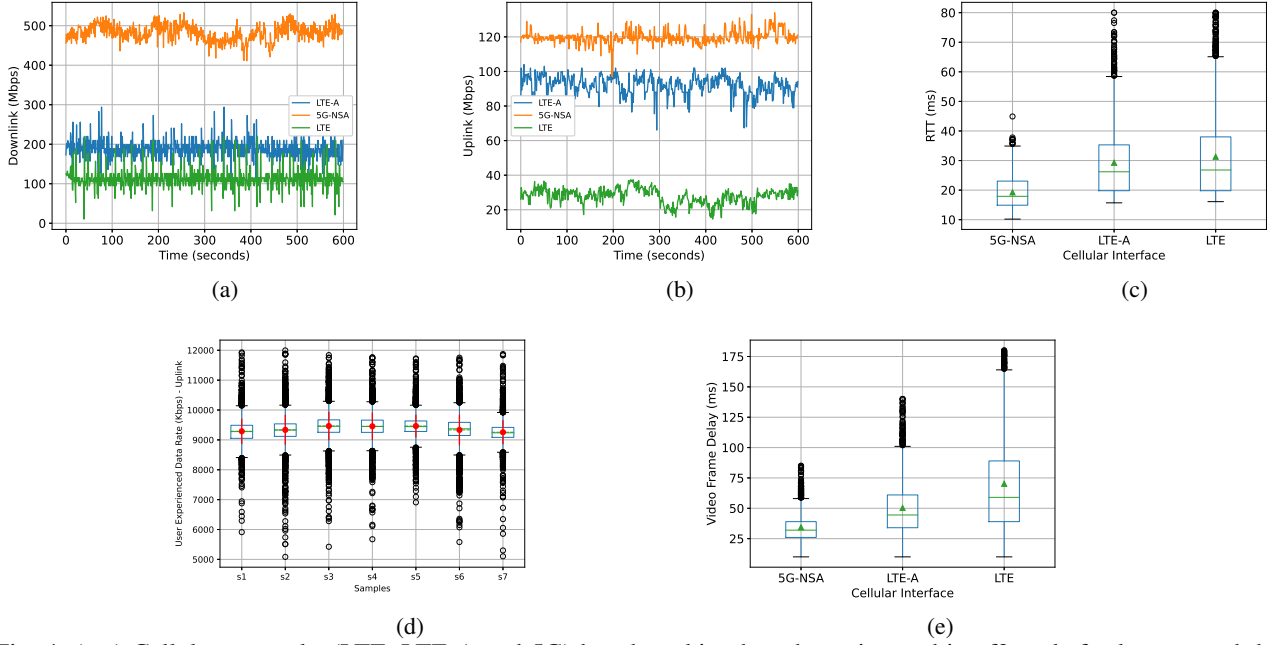 500
400
300
200
100
0
Downlink (Mbps)
LTE-A
5G-NSA
LTE
0 100 200 300 400 500 600
Time (seconds)
(a)
120
100
80
60
40
20
Uplink (Mbps)
LTE-A
5G-NSA
LTE
0 100 200 300 400 500 600
Time (seconds)
(b)
80
70
60
50
40
30
20
10
RTT (ms)
5G-NSA LTE-A LTE
Cellular Interface
(c)
12000
11000
10000
9000
8000
7000
6000
5000
User Experienced Data Rate (Kbps) - Uplink
s1 s2 s3 s4 s5 s6 s7
Samples
(d)
175
150
125
100
75
50
25
Video Frame Delay (ms)
5G-NSA LTE-A LTE
Cellular Interface
(e)
Cellular